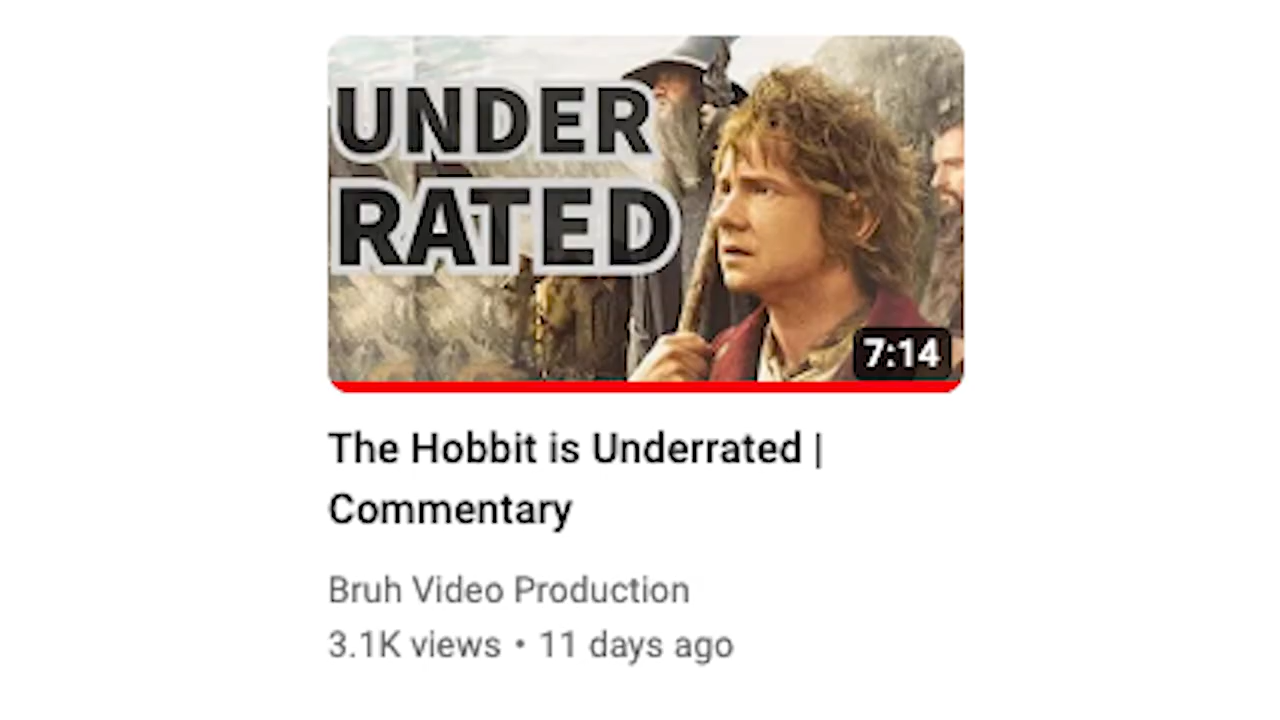 UNDER
RATED
7:14
The Hobbit is Underrated |
Commentary
Bruh Video Production
3.1K views • 11 days ago